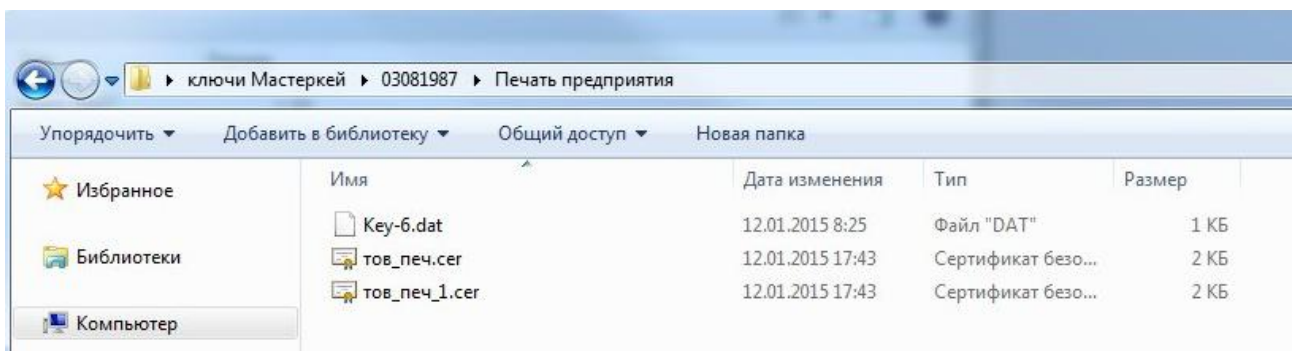 ключи Мастеркей ▸ 03081987 ▸ Печать предприятия
Упорядочить Добавить в библиотеку Общий доступ Новая папка
Избранное
Библиотеки
Компьютер
Имя Дата изменения Тип Размер
Key-6.dat 12.01.2015 8:25 Файл "DAT" 1 КБ
тов_печ.cer 12.01.2015 17:43 Сертификат безо... 2 КБ
тов_печ_1.cer 12.01.2015 17:43 Сертификат безо... 2 КБ